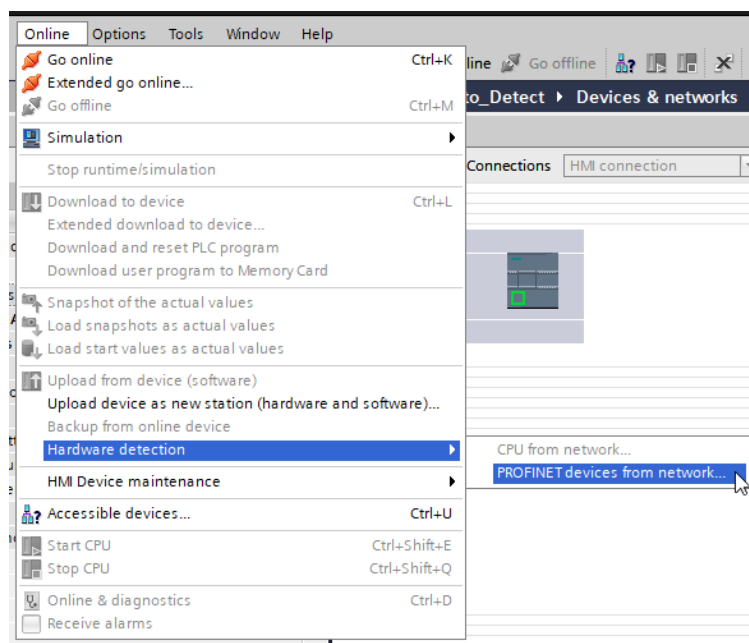 Online Options Tools Window Help
Go online Ctrl+K
line Go offline
Extended go online...
to_Detect Devices & networks
Go offline Ctrl+M
Simulation
Connections HMI connection
Stop runtime/simulation
Download to device Ctrl+L
Extended download to device...
Download and reset PLC program
Download user program to Memory Card
Snapshot of the actual values
Load snapshots as actual values
Load start values as actual values
Upload from device (software)
Upload device as new station (hardware and software)...
Backup from online device
Hardware detection
CPU from network...
PROFINET devices from network...
HMI Device maintenance
Accessible devices... Ctrl+U
Start CPU Ctrl+Shift+E
Stop CPU Ctrl+Shift+Q
Online & diagnostics Ctrl+D
Receive alarms